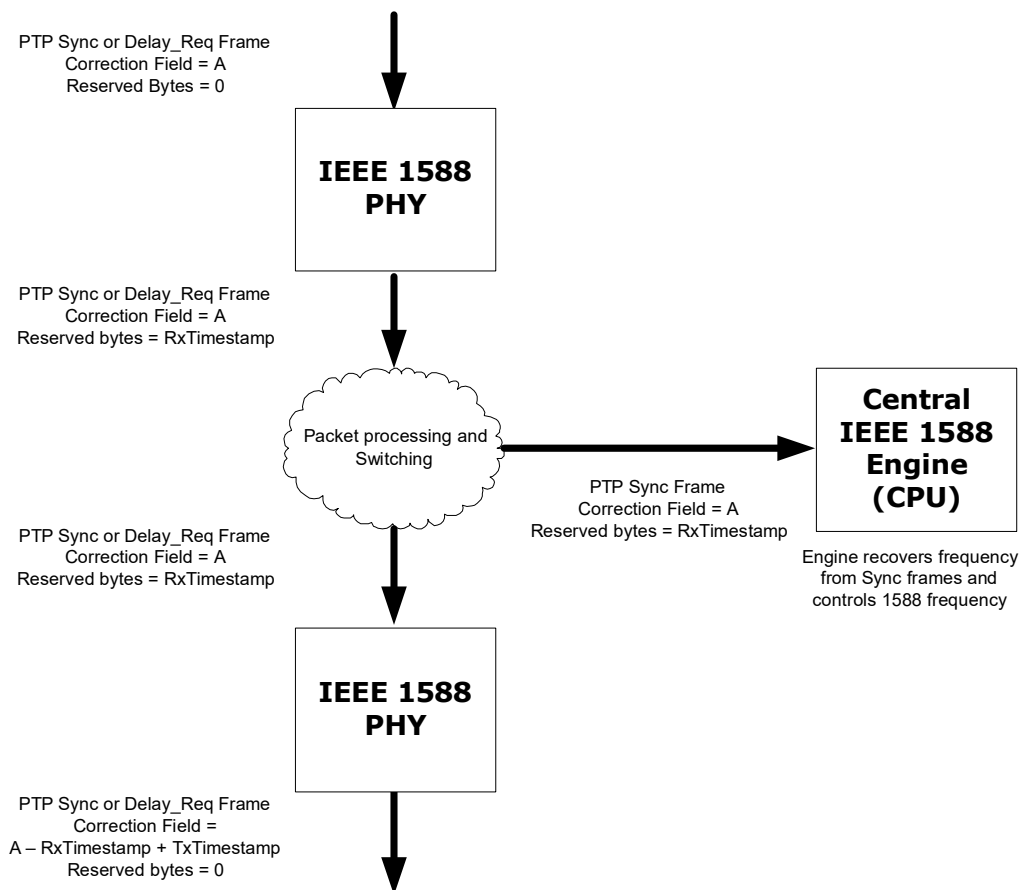 PTP Sync or Delay_Req Frame
Correction Field = A
Reserved Bytes = 0
IEEE 1588
PHY
PTP Sync or Delay_Req Frame
Correction Field = A
Reserved bytes = RxTimestamp
Packet processing and
Switching
Central
IEEE 1588
Engine
(CPU)
PTP Sync Frame
Correction Field = A
Reserved bytes = RxTimestamp
Engine recovers frequency
from Sync frames and
controls 1588 frequency
PTP Sync or Delay_Req Frame
Correction Field = A
Reserved bytes = RxTimestamp
IEEE 1588
PHY
PTP Sync or Delay_Req Frame
Correction Field =
A – RxTimestamp + TxTimestamp
Reserved bytes = 0